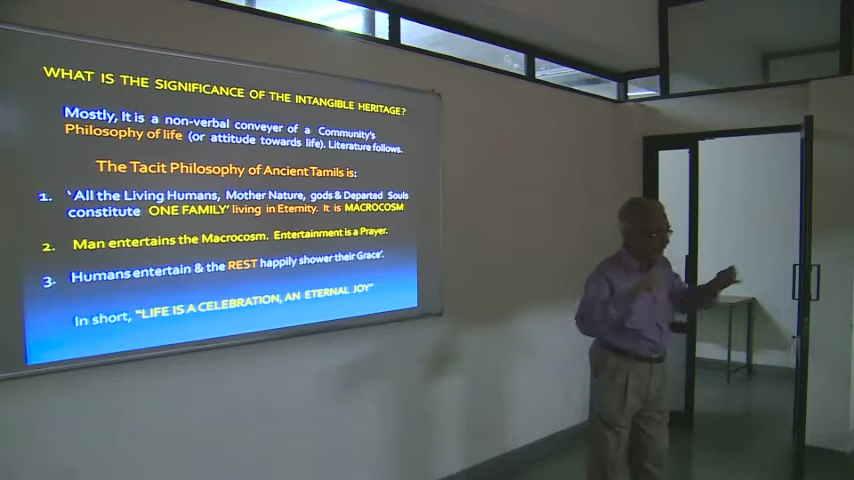 WHAT IS THE SIGNIFICANCE OF THE INTANGIBLE HERITAGE?
Mostly, It is a non-verbal conveyer of a Community's
Philosophy of life (or attitude towards life). Literature follows.
The Tacit Philosophy of Ancient Tamils is:
1. 'All the Living Humans, Mother Nature, gods & Departed Souls
constitute ONE FAMILY' living in Eternity. It is MACROCOSM
2. Man entertains the Macrocosm. Entertainment is a Prayer.
3. Humans entertain & the REST happily shower their Grace'.
In short, "LIFE IS A CELEBRATION, AN ETERNAL JOY"